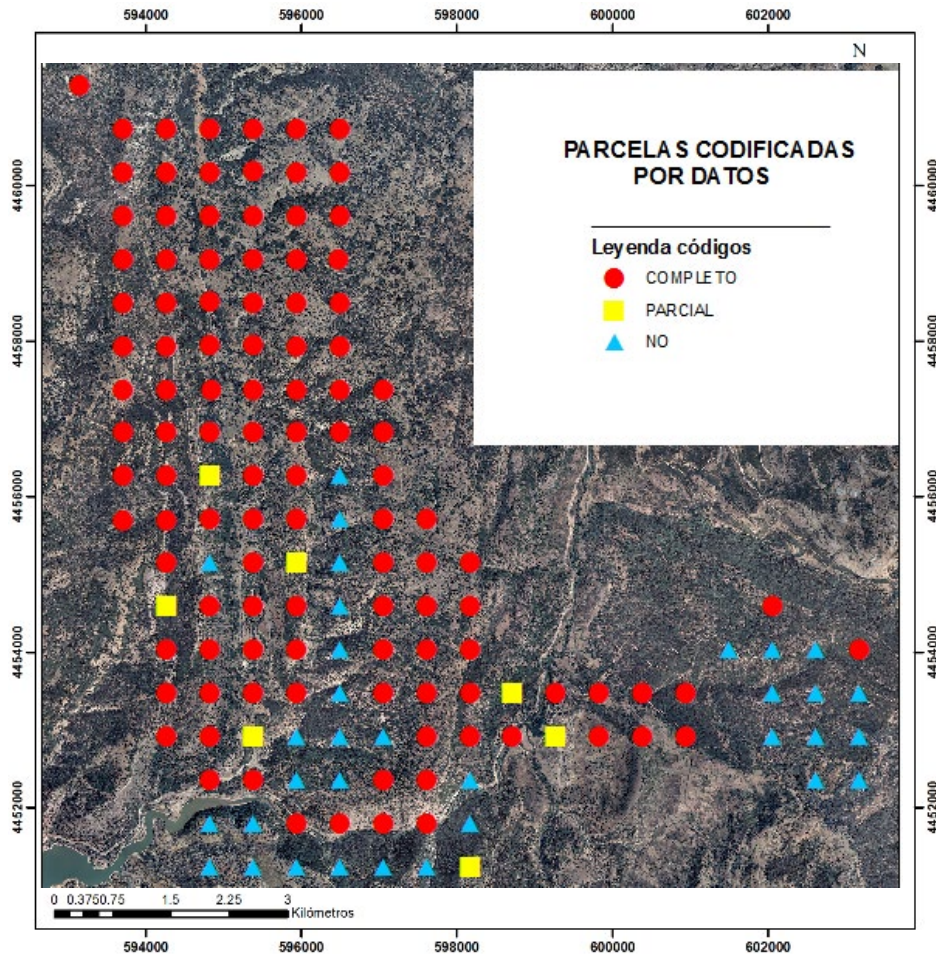 594000 596000 598000 600000 602000
N
PARCELAS CODIFICADAS
POR DATOS
Leyenda códigos
COMPLETO
PARCIAL
NO
4460000 4460000
4458000 4458000
4456000 4456000
4454000 4454000
4452000 4452000
0 0.3750.75 1.5 2.25 3
Kilómetros
594000 596000 598000 600000 602000